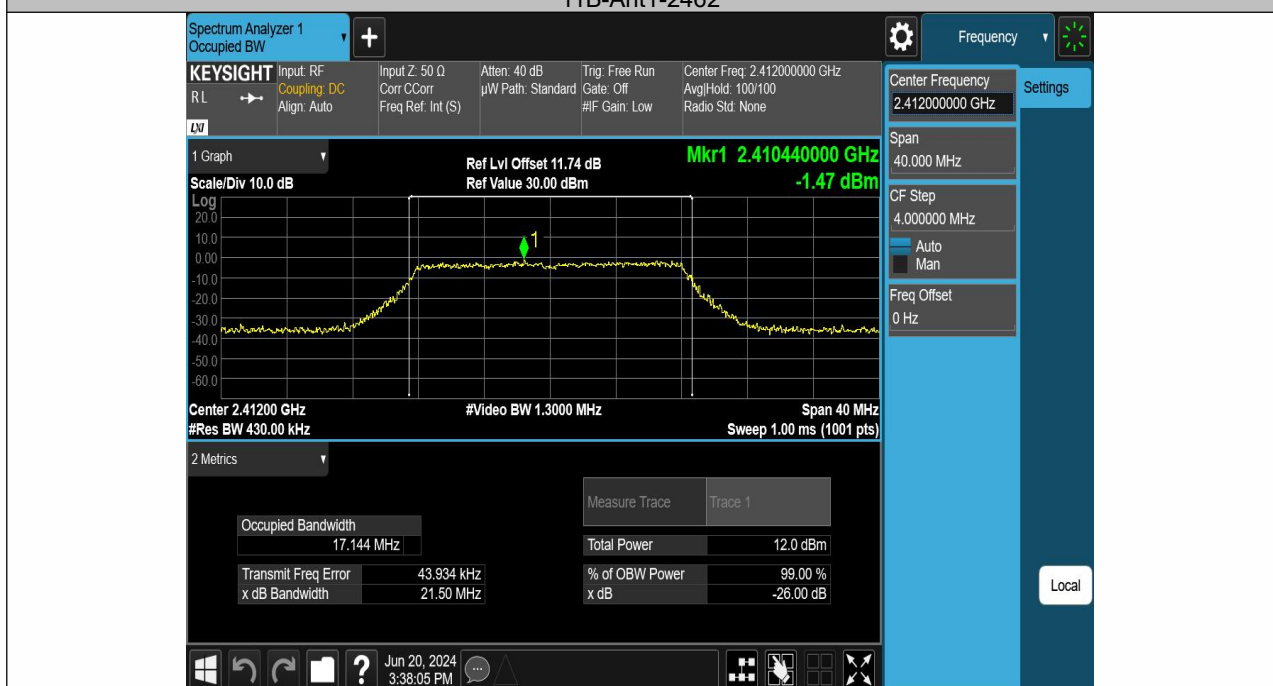 11B-Ant1-2462
Spectrum Analyzer 1
Occupied BW
+
Frequency
KEYSIGHT
RL
LXI
Input: RF
Coupling: DC
Align: Auto
Input Z: 50 Ω
Corr CCorr
Freq Ref: Int (S)
Atten: 40 dB
µW Path: Standard
Trig: Free Run
Gate: Off
#IF Gain: Low
Center Freq: 2.412000000 GHz
Avg|Hold: 100/100
Radio Std: None
Center Frequency
2.412000000 GHz
Settings
Span
40.000 MHz
CF Step
4.000000 MHz
Auto
Man
Freq Offset
0 Hz
Local
1 Graph
Scale/Div 10.0 dB
Ref Lvl Offset 11.74 dB
Ref Value 30.00 dBm
Mkr1 2.410440000 GHz
-1.47 dBm
Log
20.0
10.0
0.00
-10.0
-20.0
-30.0
-40.0
-50.0
-60.0
1
Center 2.41200 GHz
#Video BW 1.3000 MHz
Span 40 MHz
#Res BW 430.00 kHz
Sweep 1.00 ms (1001 pts)
2 Metrics
Measure Trace Trace 1
Occupied Bandwidth
17.144 MHz
Total Power 12.0 dBm
Transmit Freq Error 43.934 kHz
% of OBW Power 99.00 %
x dB Bandwidth 21.50 MHz
x dB -26.00 dB
?
Jun 20, 2024
3:38:05 PM